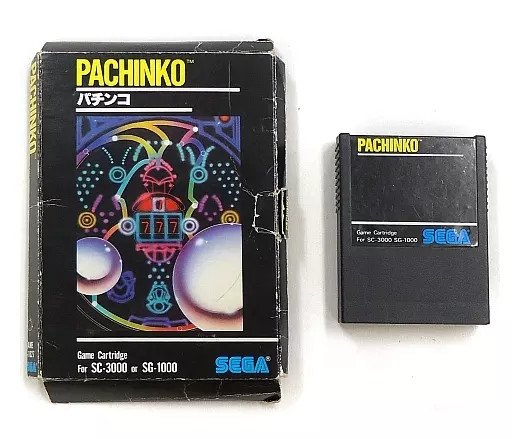 PACHINKO™
パチンコ
777
Game Cartridge
For SC-3000 or SG-1000
SEGA
PACHINKO
PACHINKO™
Game Cartridge
For SC-3000 SG-1000
SEGA